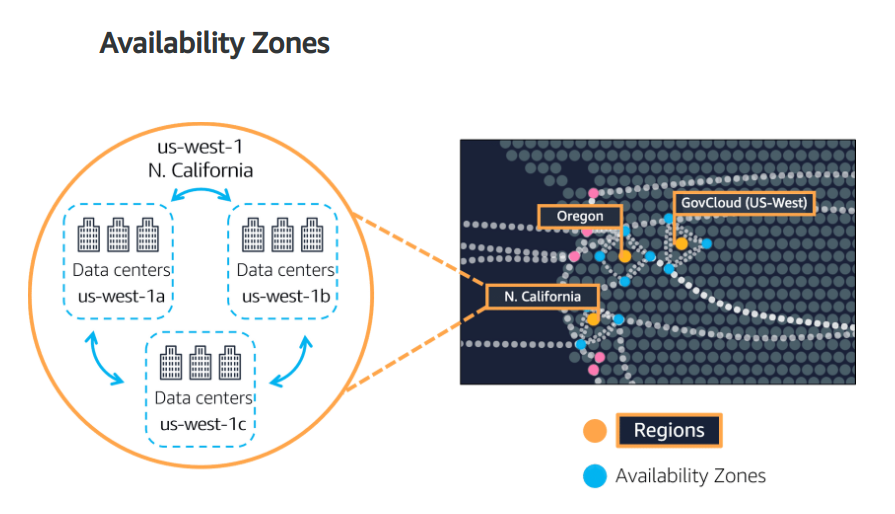 Availability Zones
us-west-1
N. California
Data centers
us-west-1a
Data centers
us-west-1b
Data centers
us-west-1c
Oregon
GovCloud (US-West)
N. California
Regions
Availability Zones